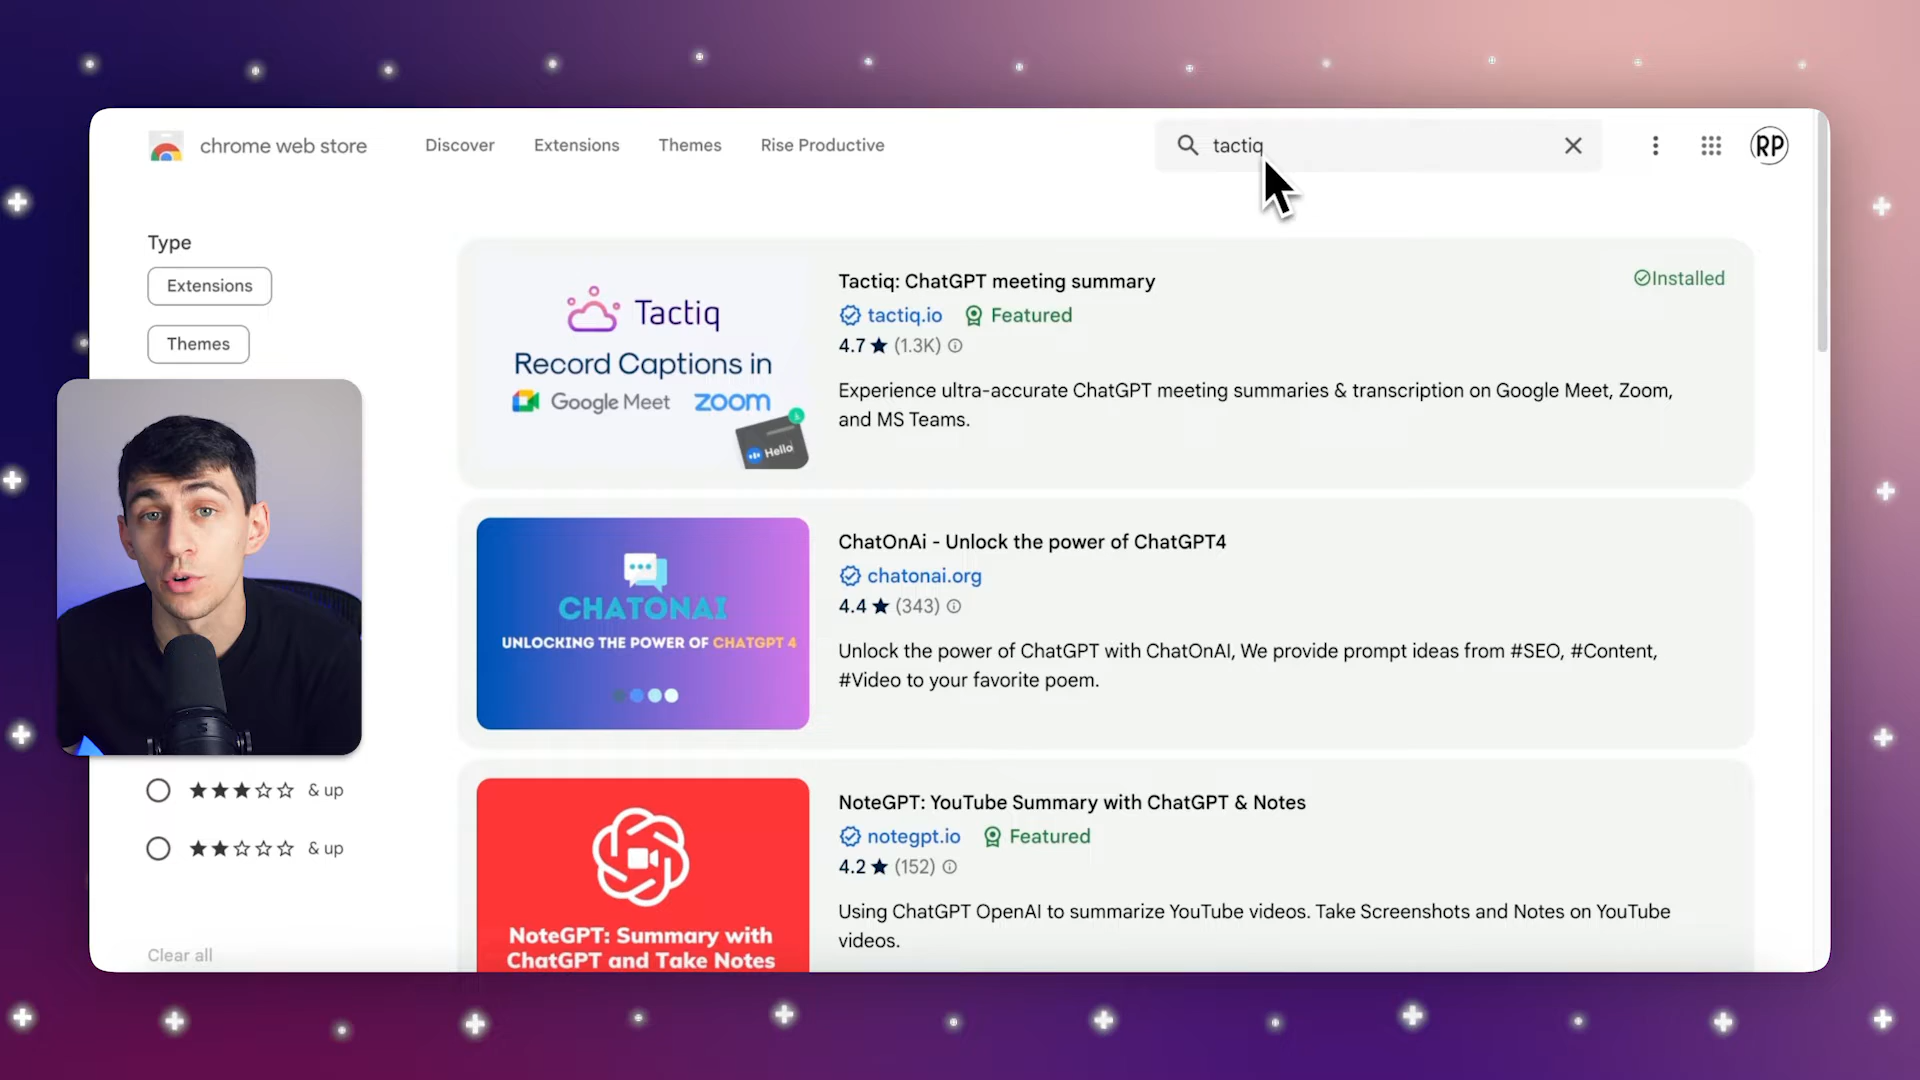 chrome web store
Discover
Extensions
Themes
Rise Productive
tactiq
RP
Type
Extensions
Themes
& up
& up
Clear all
Tactiq
Record Captions in
Google Meet zoom
Hello
Tactiq: ChatGPT meeting summary
Installed
tactiq.io Featured
4.7 ★ (1.3K)
Experience ultra-accurate ChatGPT meeting summaries & transcription on Google Meet, Zoom,
and MS Teams.
CHATONAI
UNLOCKING THE POWER OF CHATGPT 4
ChatOnAi - Unlock the power of ChatGPT4
chatonai.org
4.4 ★ (343)
Unlock the power of ChatGPT with ChatOnAI, We provide prompt ideas from #SEO, #Content,
#Video to your favorite poem.
NoteGPT: Summary with
ChatGPT and Take Notes
NoteGPT: YouTube Summary with ChatGPT & Notes
notegpt.io Featured
4.2 ★ (152)
Using ChatGPT OpenAI to summarize YouTube videos. Take Screenshots and Notes on YouTube
videos.